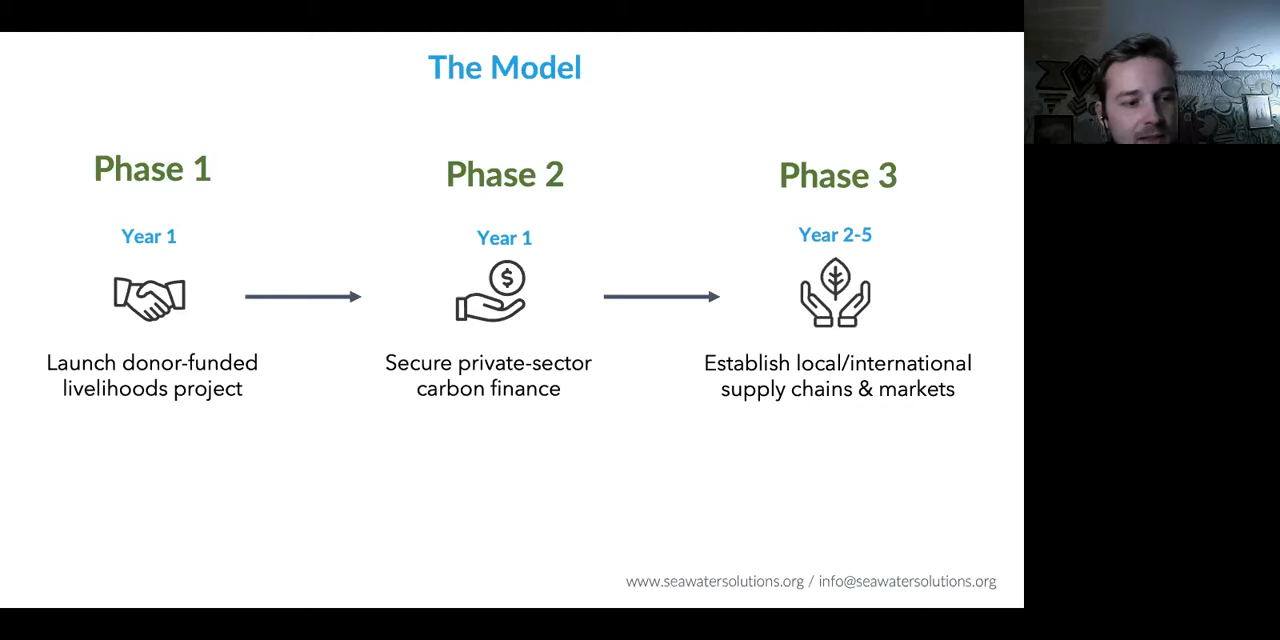 The Model
Phase 1
Phase 2
Phase 3
Year 1
Year 1
Year 2-5
$
Launch donor-funded
livelihoods project
Secure private-sector
carbon finance
Establish local/international
supply chains & markets
www.seawatersolutions.org / info@seawatersolutions.org